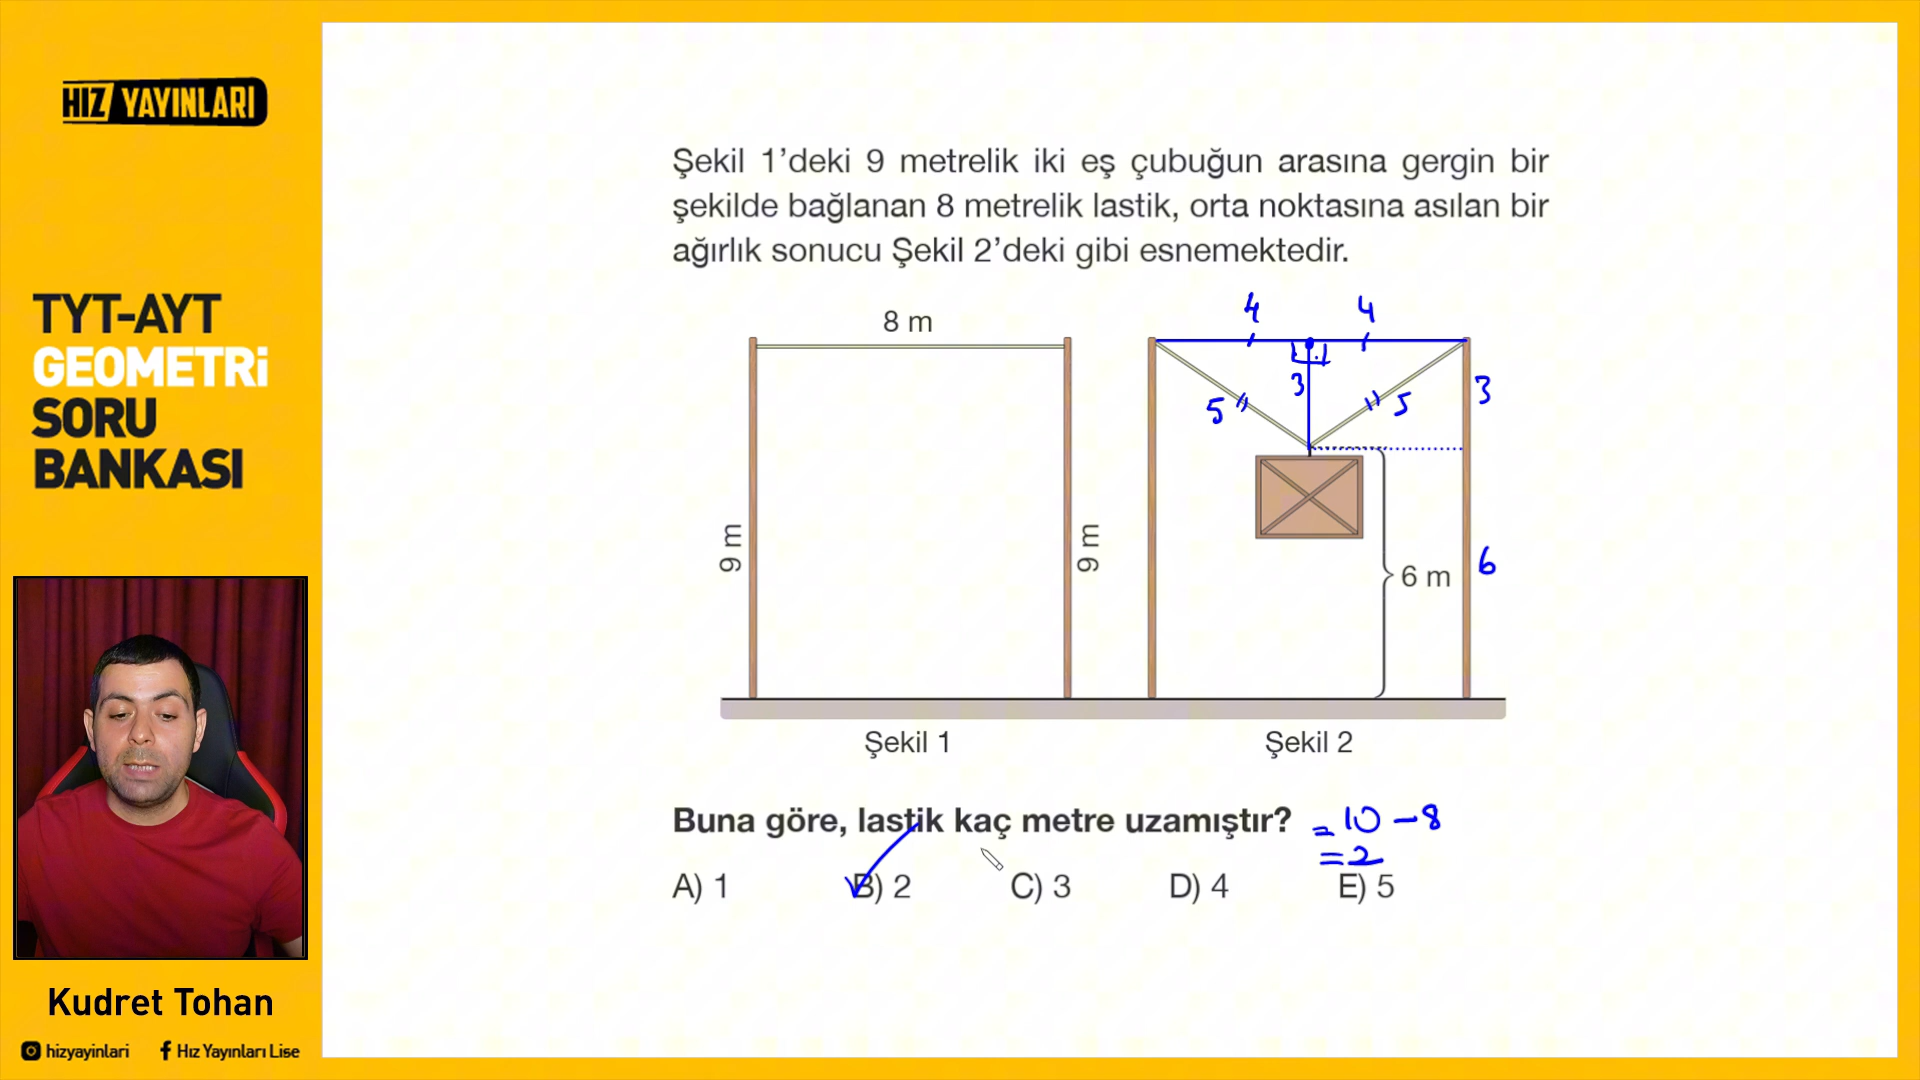 HIZ YAYINLARI
TYT-AYT
GEOMETRİ
SORU
BANKASI
Kudret Tohan
hizyayinlari
Hız Yayınları Lise
Şekil 1’deki 9 metrelik iki eş çubuğun arasına gergin bir
şekilde bağlanan 8 metrelik lastik, orta noktasına asılan bir
ağırlık sonucu Şekil 2’deki gibi esnemektedir.
8 m
9 m
9 m
Şekil 1
4
4
3
3
5
5
6 m
6
Şekil 2
Buna göre, lastik kaç metre uzamıştır?
= 10 - 8
= 2
A) 1
B) 2
C) 3
D) 4
E) 5